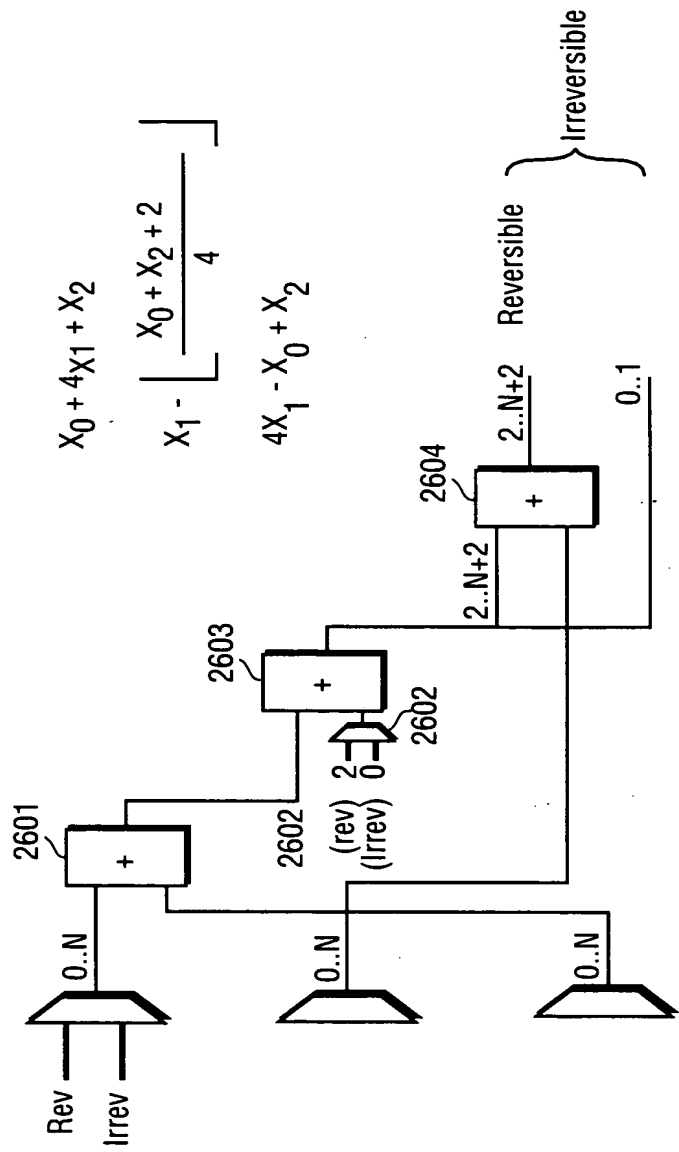 X0 + 4X1 + X2
X1 - [ X0 + X2 + 2
4 ]
4X1 - X0 + X2
Rev
Irrev
0..N
0..N
0..N
2601
+
2602
(rev) 2
(Irrev) 0
2602
2603
+
2..N+2
2604
+
2..N+2
0..1
Reversible
Irreversible